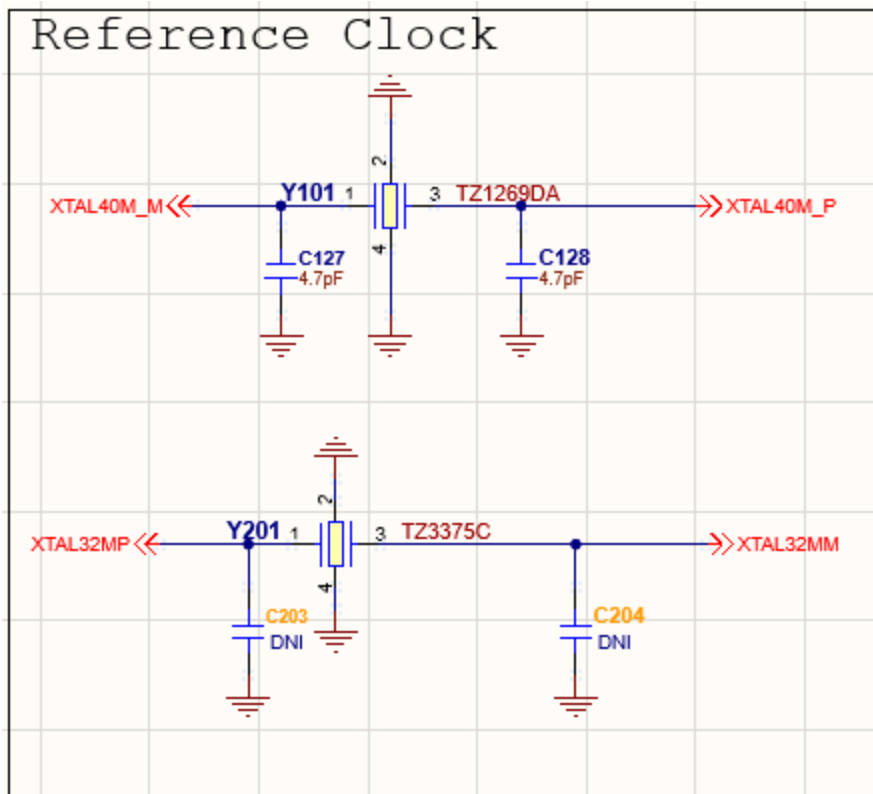 Reference Clock
2
XTAL40M_M
Y101
1
3
TZ1269DA
XTAL40M_P
4
C127
4.7pF
C128
4.7pF
2
XTAL32MP
Y201
1
3
TZ3375C
XTAL32MM
4
C203
DNI
C204
DNI